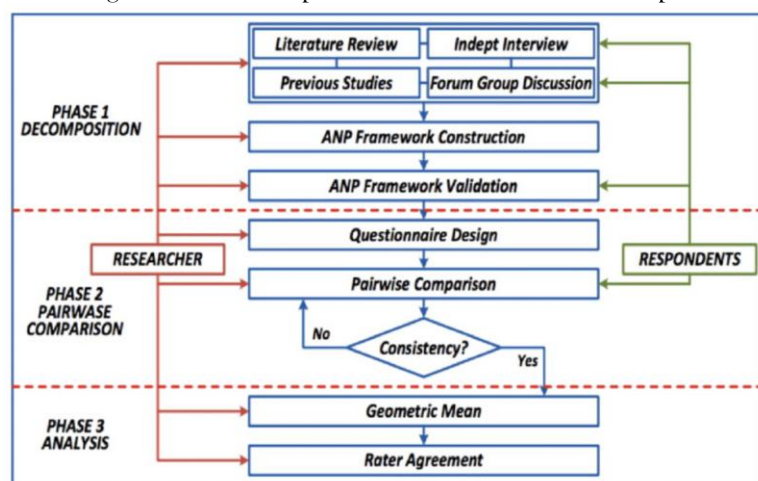 Literature Review
Indept Interview
Previous Studies
Forum Group Discussion
PHASE 1
DECOMPOSITION
ANP Framework Construction
ANP Framework Validation
Questionnaire Design
RESEARCHER
RESPONDENTS
Pairwise Comparison
PHASE 2
PAIRWASE
COMPARISON
No
Consistency?
Yes
Geometric Mean
PHASE 3
ANALYSIS
Rater Agreement